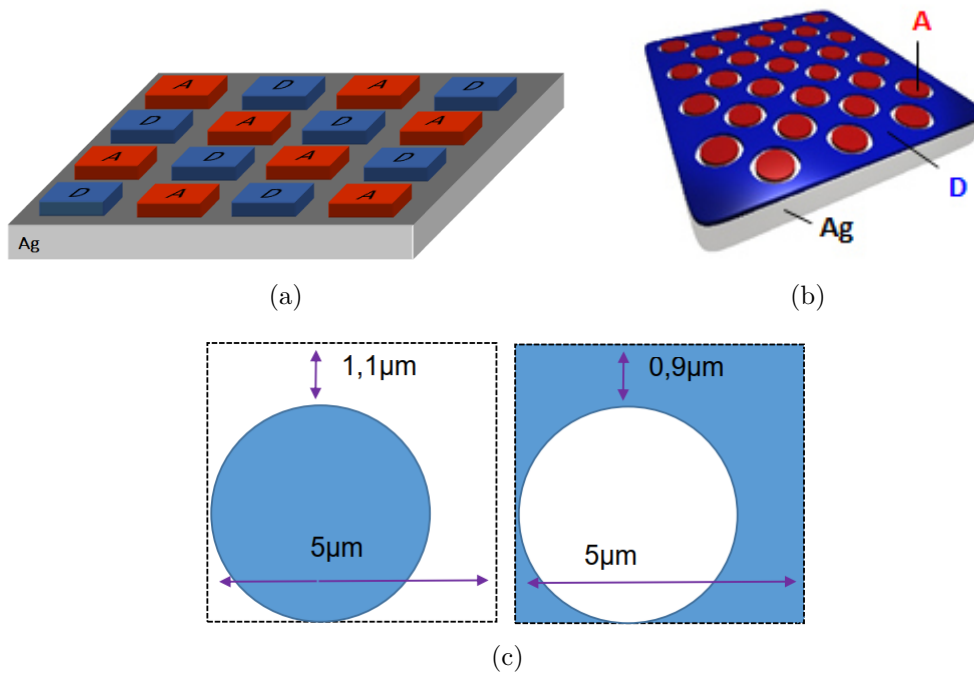 A D A D
D A D A
A D A D
D A D A
Ag
(a)
A
D
Ag
(b)
1,1µm
5µm
0,9µm
5µm
(c)